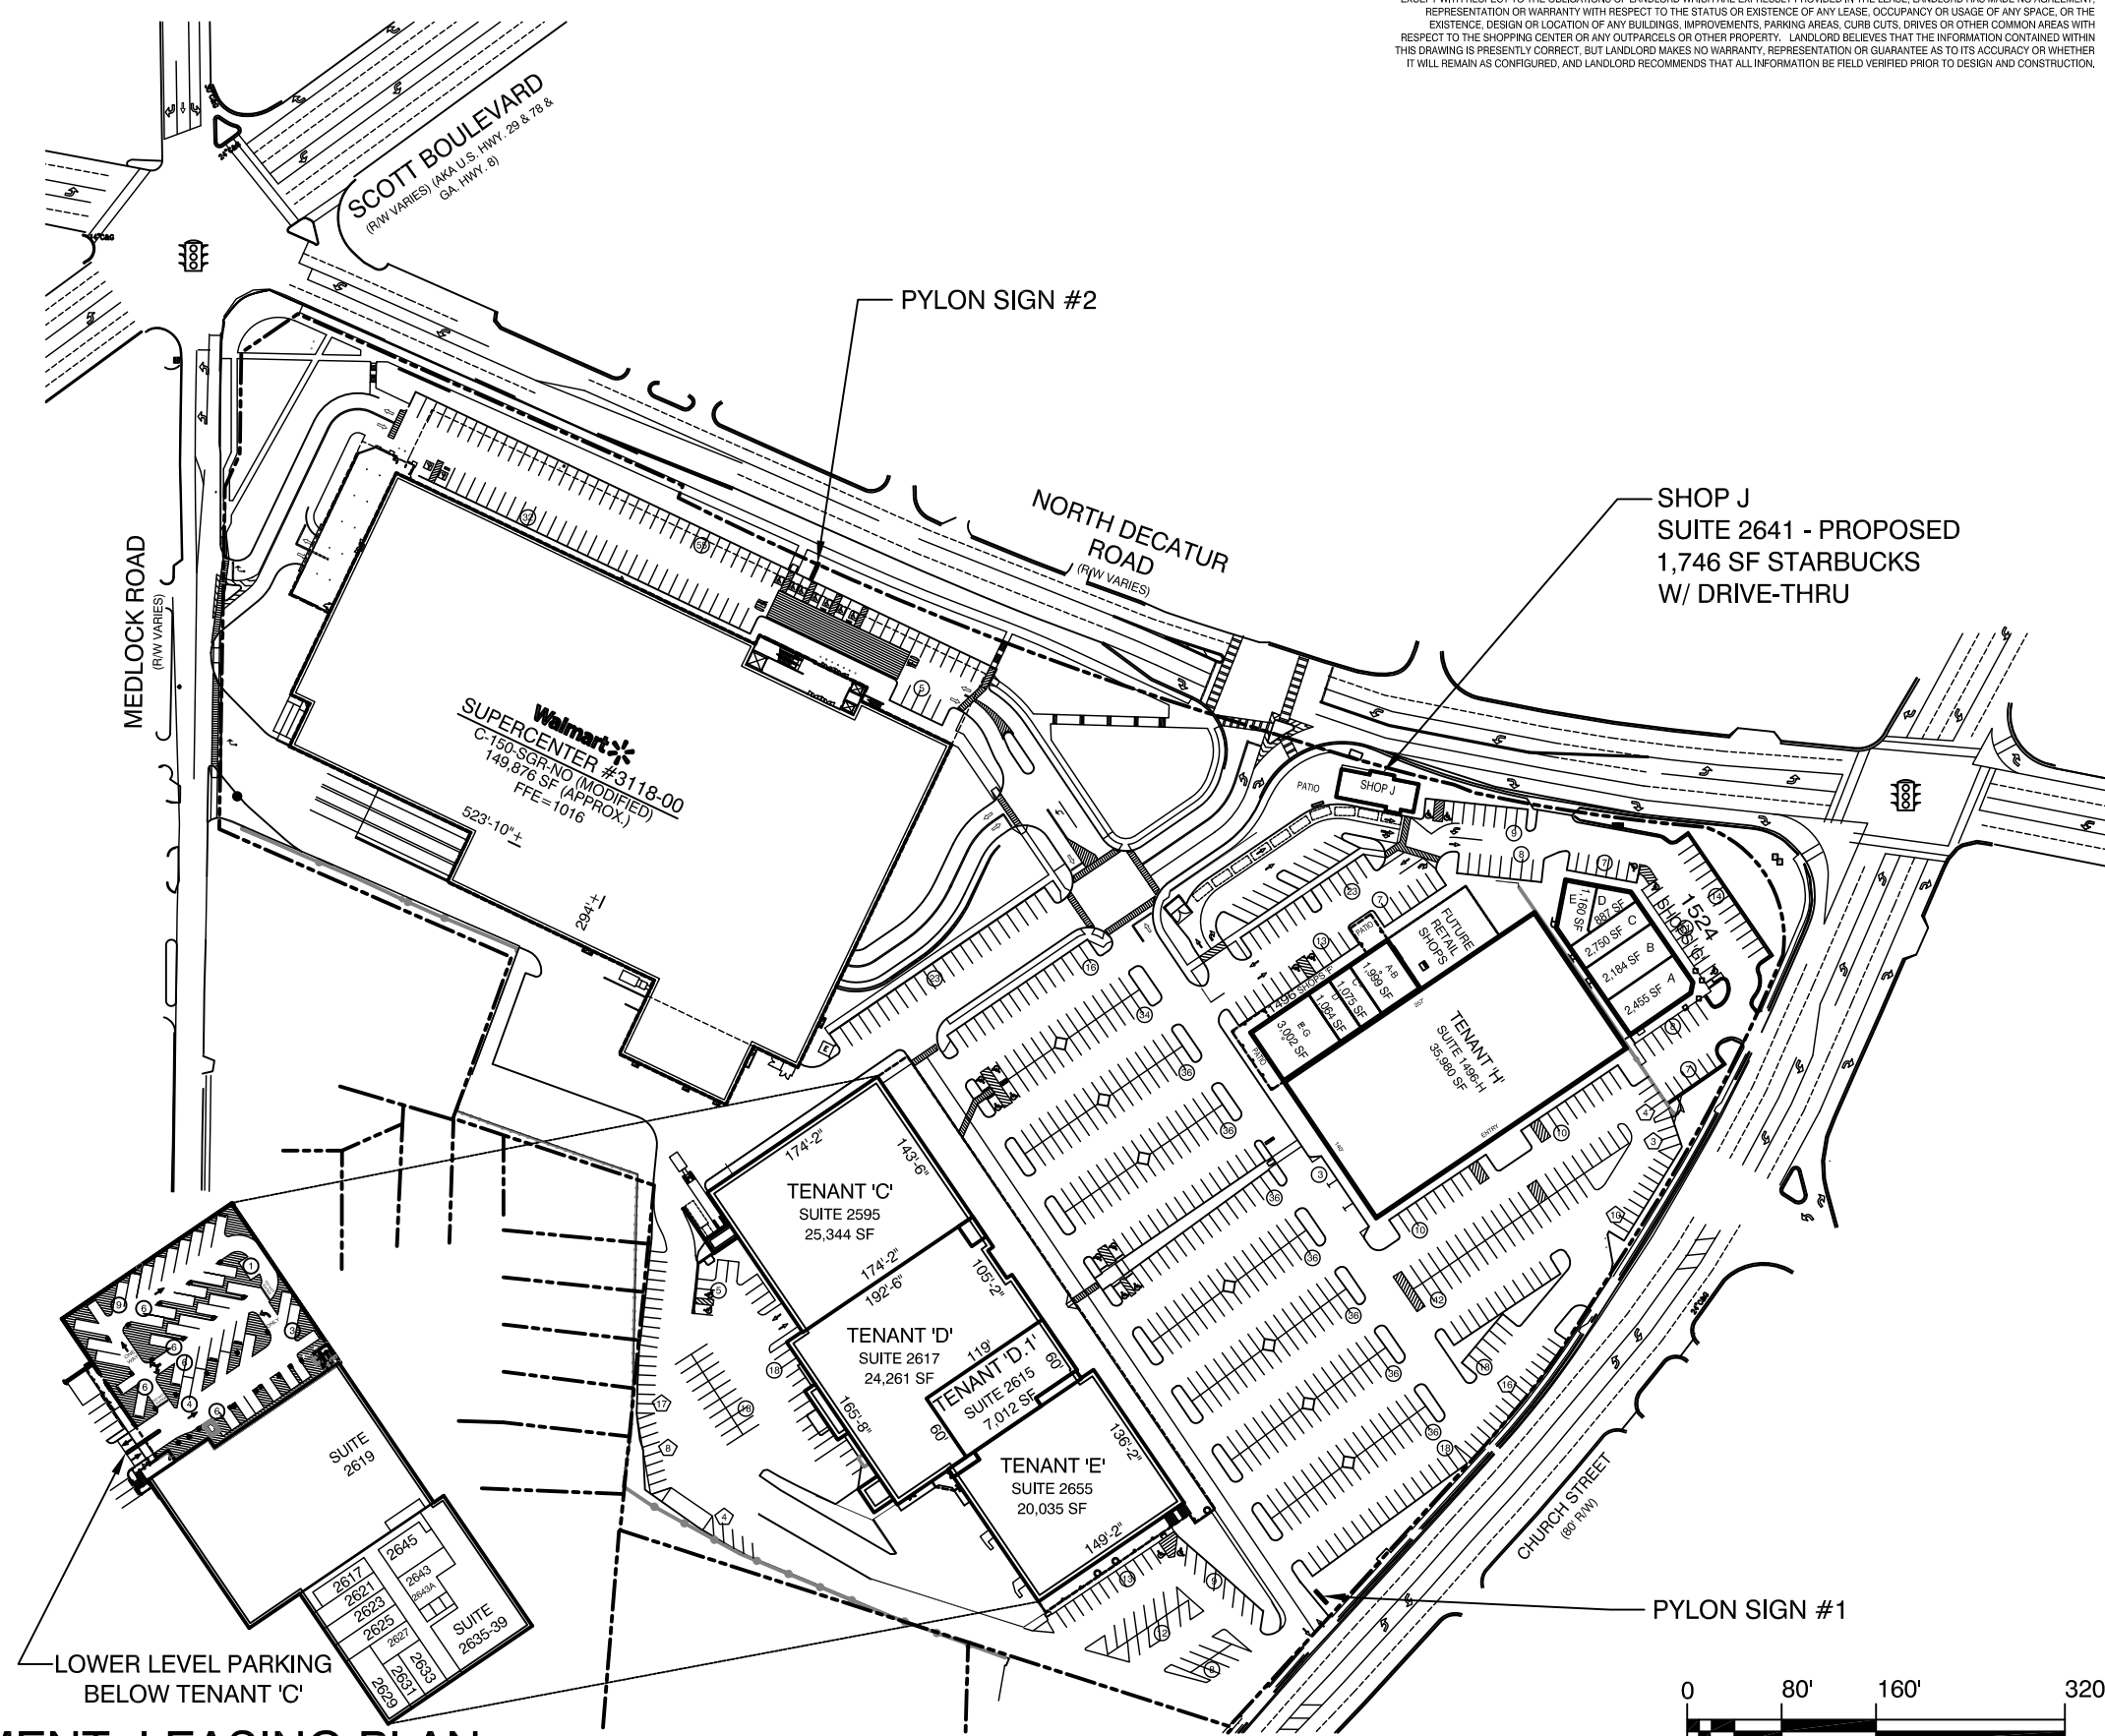 REPRESENTATION OR WARRANTY WITH RESPECT TO THE STATUS OR EXISTENCE OF ANY LEASE, OCCUPANCY OR USAGE OF ANY SPACE, OR THE
EXISTENCE, DESIGN OR LOCATION OF ANY BUILDINGS, IMPROVEMENTS, PARKING AREAS, CURB CUTS, DRIVES OR OTHER COMMON AREAS WITH
RESPECT TO THE SHOPPING CENTER OR ANY OUTPARCELS OR OTHER PROPERTY. LANDLORD BELIEVES THAT THE INFORMATION CONTAINED WITHIN
THIS DRAWING IS PRESENTLY CORRECT, BUT LANDLORD MAKES NO WARRANTY, REPRESENTATION OR GUARANTEE AS TO ITS ACCURACY OR WHETHER
IT WILL REMAIN AS CONFIGURED, AND LANDLORD RECOMMENDS THAT ALL INFORMATION BE FIELD VERIFIED PRIOR TO DESIGN AND CONSTRUCTION.
SCOTT BOULEVARD
(R/W VARIES) (AKA U.S. HWY. 29 & 78 &
GA. HWY. 8)
PYLON SIGN #2
NORTH DECATUR
ROAD
(R/W VARIES)
SHOP J
SUITE 2641 - PROPOSED
1,746 SF STARBUCKS
W/ DRIVE-THRU
MEDLOCK ROAD
(R/W VARIES)
Walmart
SUPERCENTER #3118-00
C-150-SGR-NO (MODIFIED)
149,876 SF (APPROX.)
FFE=1016
523'-10"±
294'±
PATIO
SHOP J
FUTURE
RETAIL
SHOPS
PATIO
1496 SHOPS 'F'
A-B
1,999 SF
C
1,075 SF
D
1,064 SF
E-G
3,002 SF
PATIO
TENANT 'H'
SUITE 1496-H
35,980 SF
ENTRY
140'
1524
SHOPS 'G'
E
1,160 SF
D
887 SF
C
2,750 SF
B
2,184 SF
A
2,455 SF
174'-2"
143'-6"
TENANT 'C'
SUITE 2595
25,344 SF
174'-2"
192'-6"
105'-2"
TENANT 'D'
SUITE 2617
24,261 SF
119'
60'
TENANT 'D.1'
SUITE 2615
7,012 SF
60'
165'-8"
136'-2"
TENANT 'E'
SUITE 2655
20,035 SF
149'-2"
SUITE
2619
2645
2643
2643A
2617
2621
2623
2625
2627
2629
2631
2633
SUITE
2635-39
LOWER LEVEL PARKING
BELOW TENANT 'C'
CHURCH STREET
(80' R/W)
PYLON SIGN #1
0 80' 160' 320
LEASING PLAN